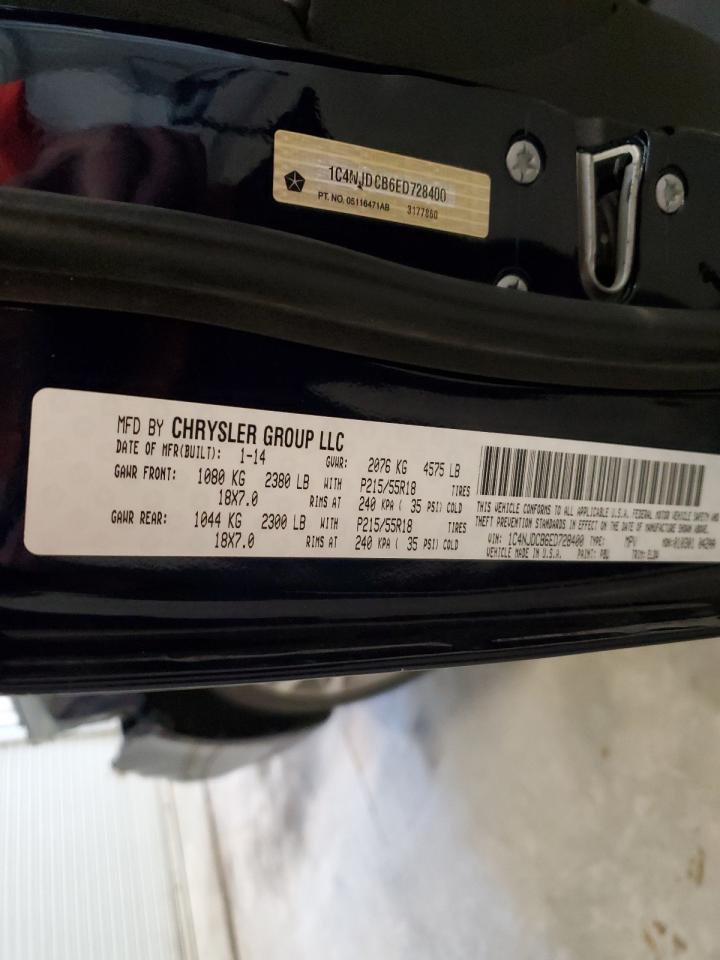 1C4NJDCB6ED728400
PT. NO. 05116471AB 3177860
MFD BY CHRYSLER GROUP LLC
DATE OF MFR(BUILT): 1-14 GVWR: 2076 KG 4575 LB
GAWR FRONT: 1080 KG 2380 LB WITH P215/55R18 TIRES
18X7.0 RIMS AT 240 KPA ( 35 PSI) COLD
GAWR REAR: 1044 KG 2300 LB WITH P215/55R18 TIRES
18X7.0 RIMS AT 240 KPA ( 35 PSI) COLD
THIS VEHICLE CONFORMS TO ALL APPLICABLE U.S.A. FEDERAL MOTOR VEHICLE SAFETY AND
THEFT PREVENTION STANDARDS IN EFFECT ON THE DATE OF MANUFACTURE SHOWN ABOVE.
VIN: 1C4NJDCB6ED728400 TYPE: MPV MDH:
VEHICLE MADE IN U.S.A. PAINT: PBU TRIM: